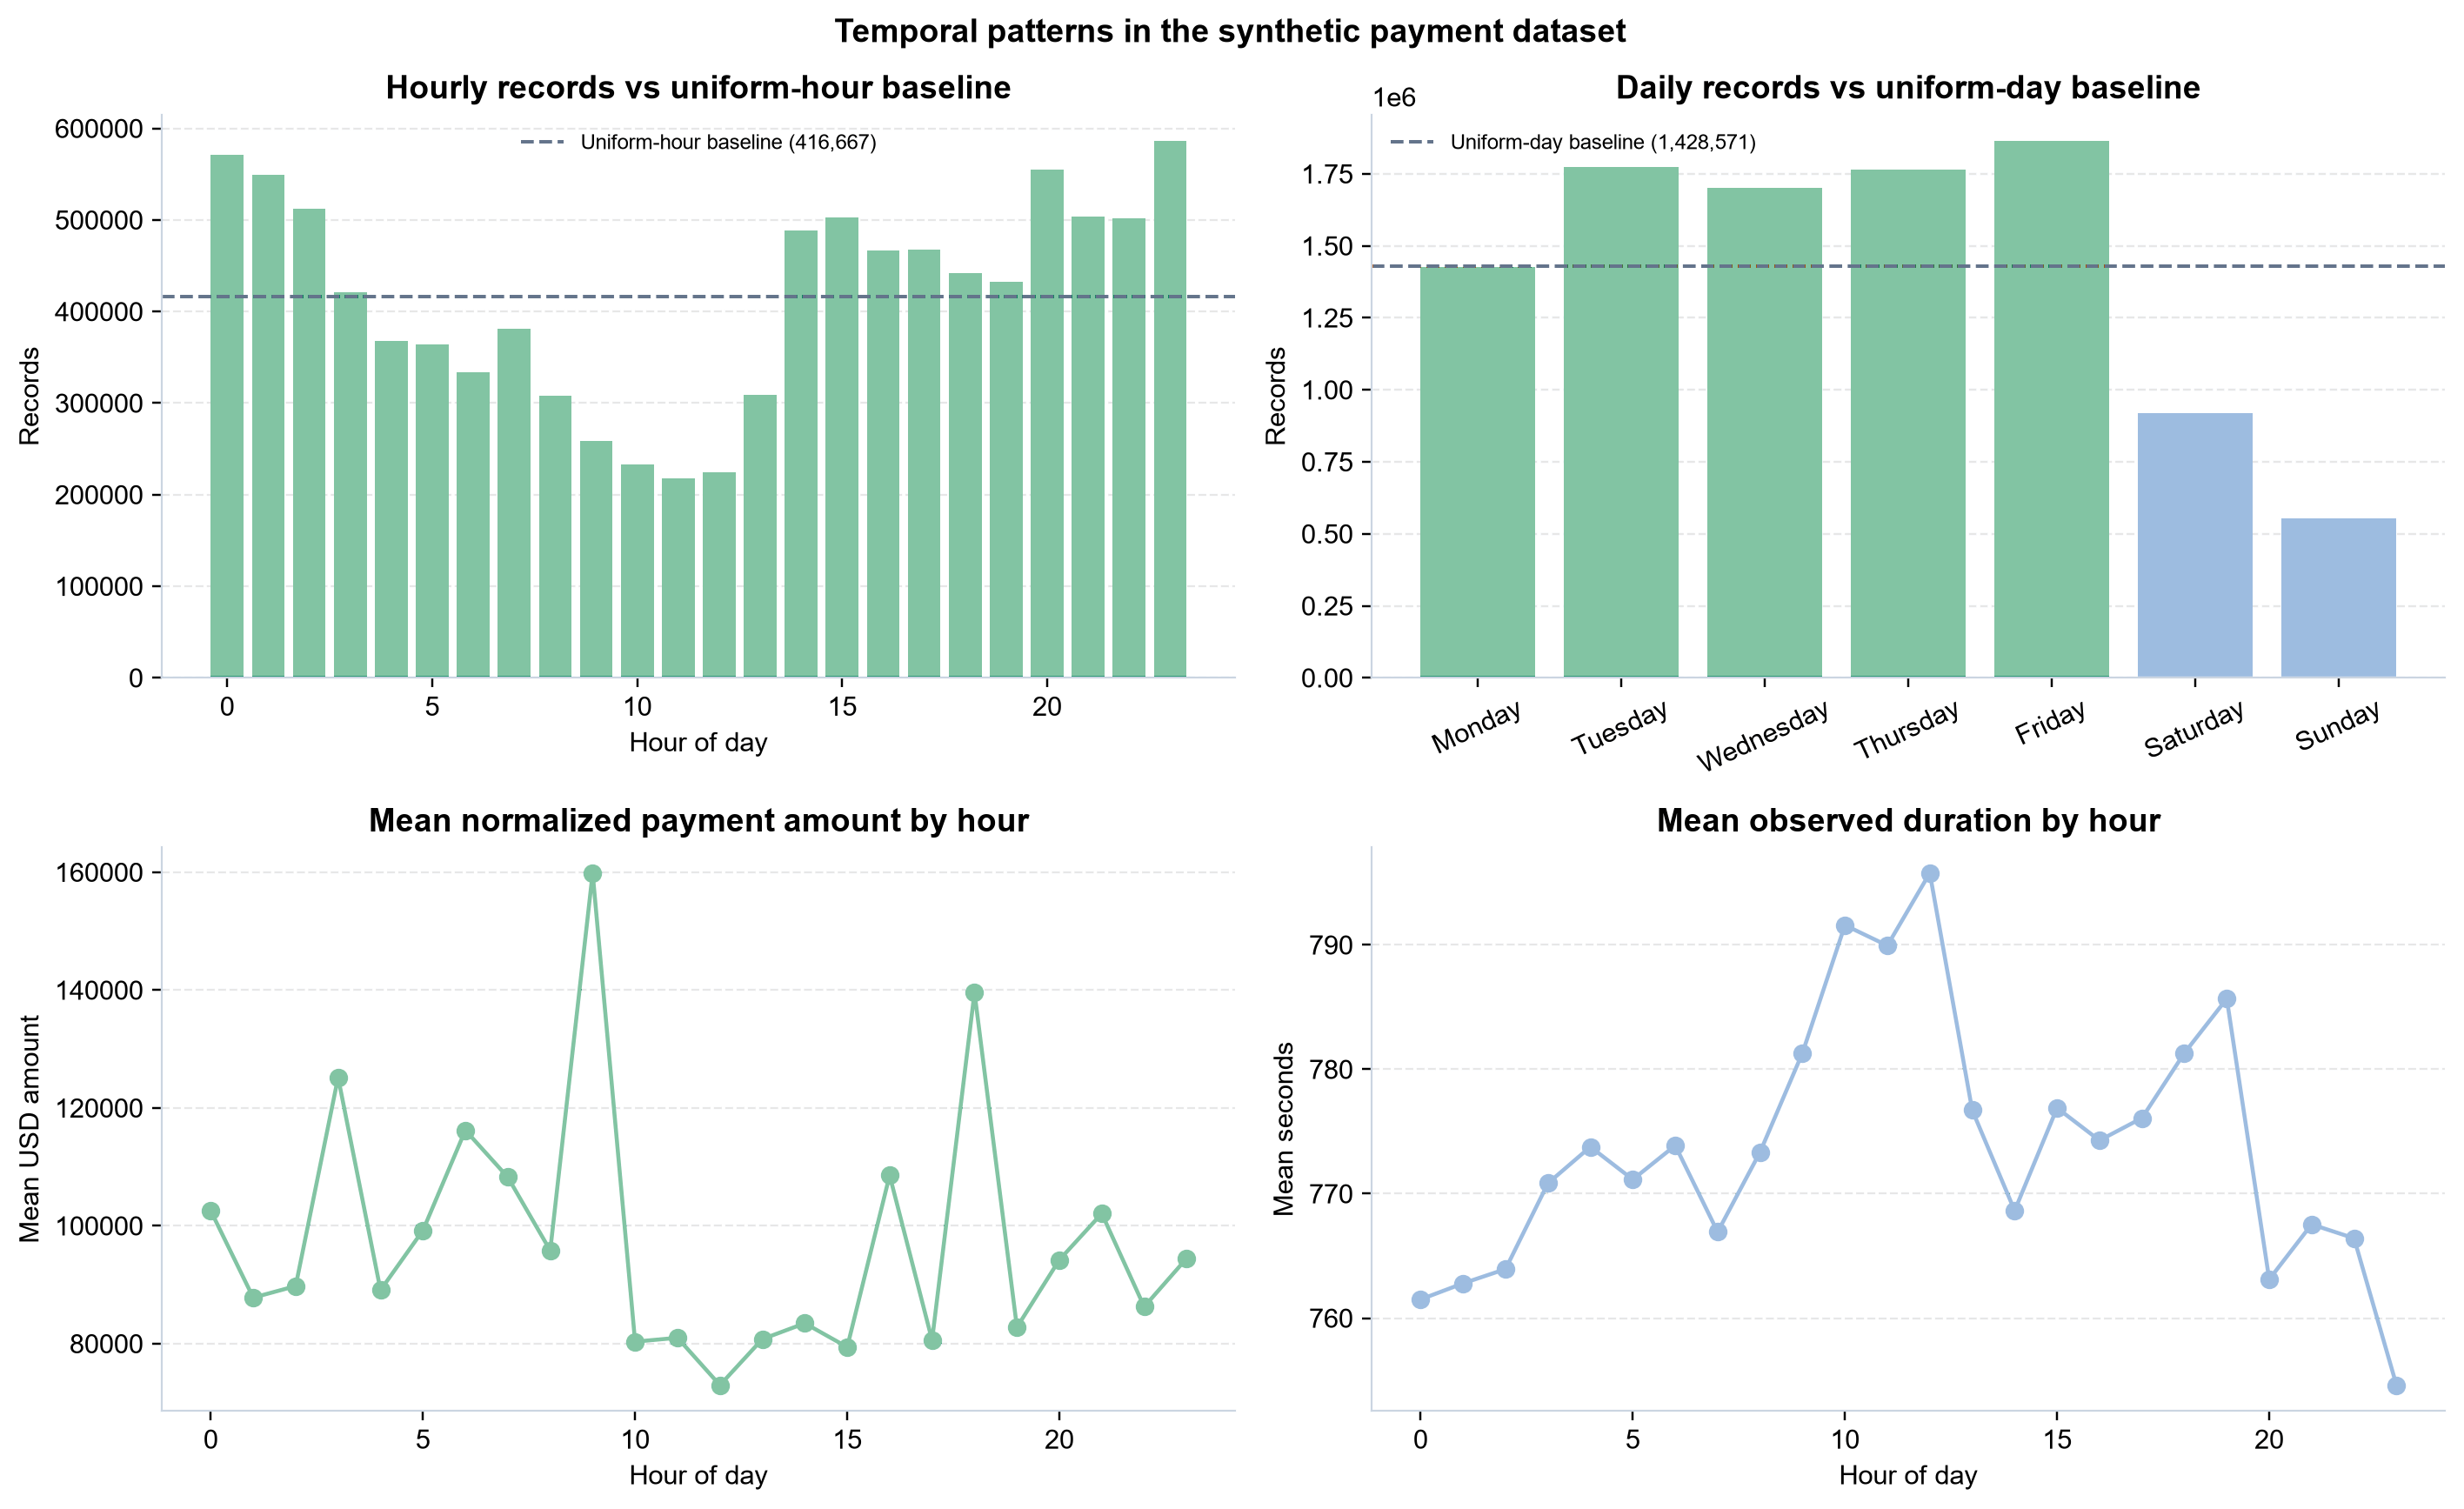 Temporal patterns in the synthetic payment dataset
Hourly records vs uniform-hour baseline
Uniform-hour baseline (416,667)
600000
500000
400000
300000
200000
100000
0
Records
0 5 10 15 20
Hour of day
Daily records vs uniform-day baseline
1e6
Uniform-day baseline (1,428,571)
1.75
1.50
1.25
1.00
0.75
0.50
0.25
0.00
Records
Monday Tuesday Wednesday Thursday Friday Saturday Sunday
Mean normalized payment amount by hour
160000
140000
120000
100000
80000
Mean USD amount
0 5 10 15 20
Hour of day
Mean observed duration by hour
790
780
770
760
Mean seconds
0 5 10 15 20
Hour of day